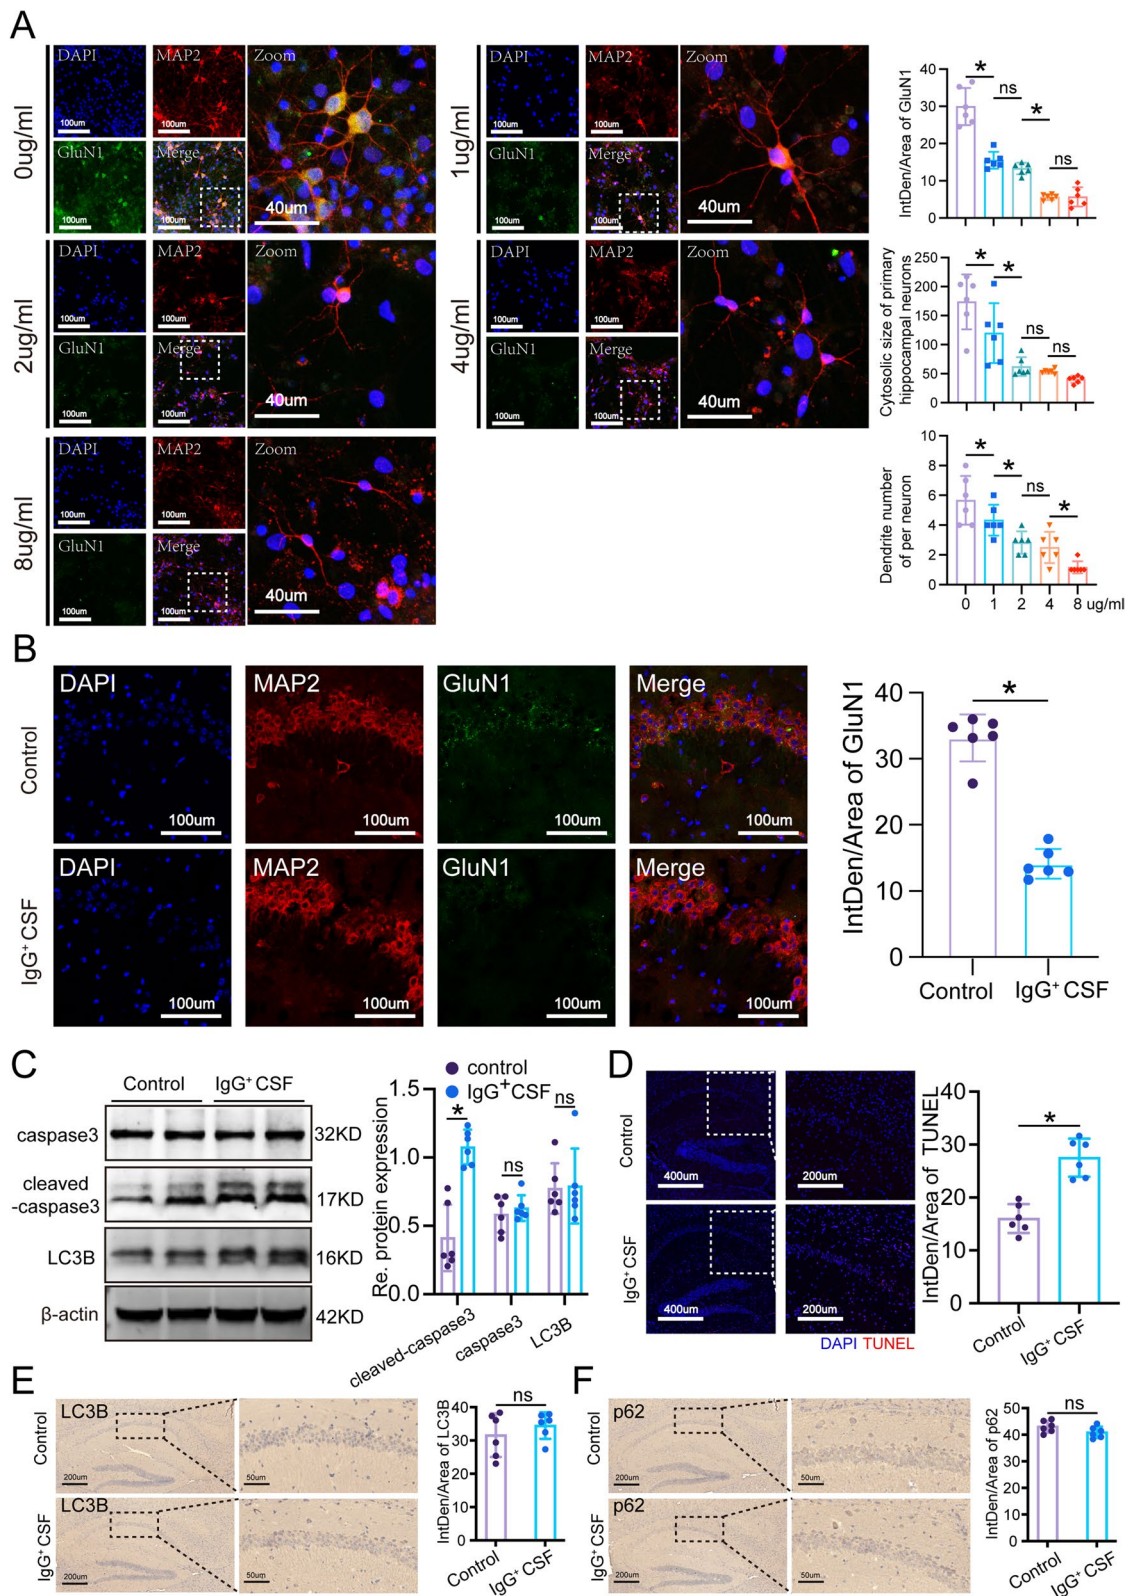 A
0ug/ml
DAPI
MAP2
Zoom
100um
100um
GluN1
Merge
100um
100um
40um
1ug/ml
DAPI
MAP2
Zoom
100um
100um
GluN1
Merge
100um
100um
40um
2ug/ml
DAPI
MAP2
Zoom
100um
100um
GluN1
Merge
100um
100um
40um
4ug/ml
DAPI
MAP2
Zoom
100um
100um
GluN1
Merge
100um
100um
40um
8ug/ml
DAPI
MAP2
Zoom
100um
100um
GluN1
Merge
100um
100um
40um
IntDen/Area of GluN1
40
30
20
10
0
* ns * ns
Cytosolic size of primary
hippocampal neurons
250
200
150
100
50
0
* * ns ns
Dendrite number
of per neuron
10
8
6
4
2
0
* * ns *
0 1 2 4 8 ug/ml
B
Control
DAPI
MAP2
GluN1
Merge
100um
100um
100um
100um
IgG+ CSF
DAPI
MAP2
GluN1
Merge
100um
100um
100um
100um
IntDen/Area of GluN1
40
30
20
10
0
*
Control
IgG+ CSF
C
Control
IgG+ CSF
caspase3
32KD
cleaved
-caspase3
17KD
LC3B
16KD
β-actin
42KD
control
IgG+CSF
Re. protein expression
1.5
1.0
0.5
0.0
* ns ns
cleaved-caspase3
caspase3
LC3B
D
Control
400um
200um
IgG+ CSF
400um
200um
DAPI TUNEL
IntDen/Area of TUNEL
40
30
20
10
0
*
Control
IgG+ CSF
E
Control
LC3B
200um
50um
IgG+ CSF
LC3B
200um
50um
IntDen/Area of LC3B
40
30
20
10
0
ns
Control
IgG+ CSF
F
Control
p62
200um
50um
IgG+ CSF
p62
200um
50um
IntDen/Area of p62
50
40
30
20
10
0
ns
Control
IgG+ CSF